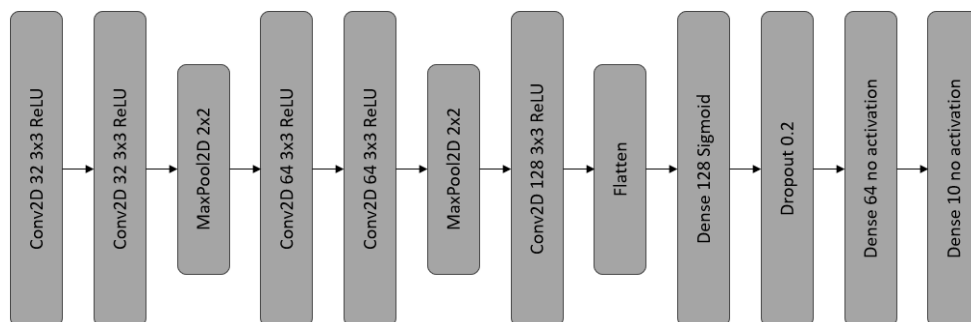 Conv2D 32 3x3 ReLU
Conv2D 32 3x3 ReLU
MaxPool2D 2x2
Conv2D 64 3x3 ReLU
Conv2D 64 3x3 ReLU
MaxPool2D 2x2
Conv2D 128 3x3 ReLU
Flatten
Dense 128 Sigmoid
Dropout 0.2
Dense 64 no activation
Dense 10 no activation